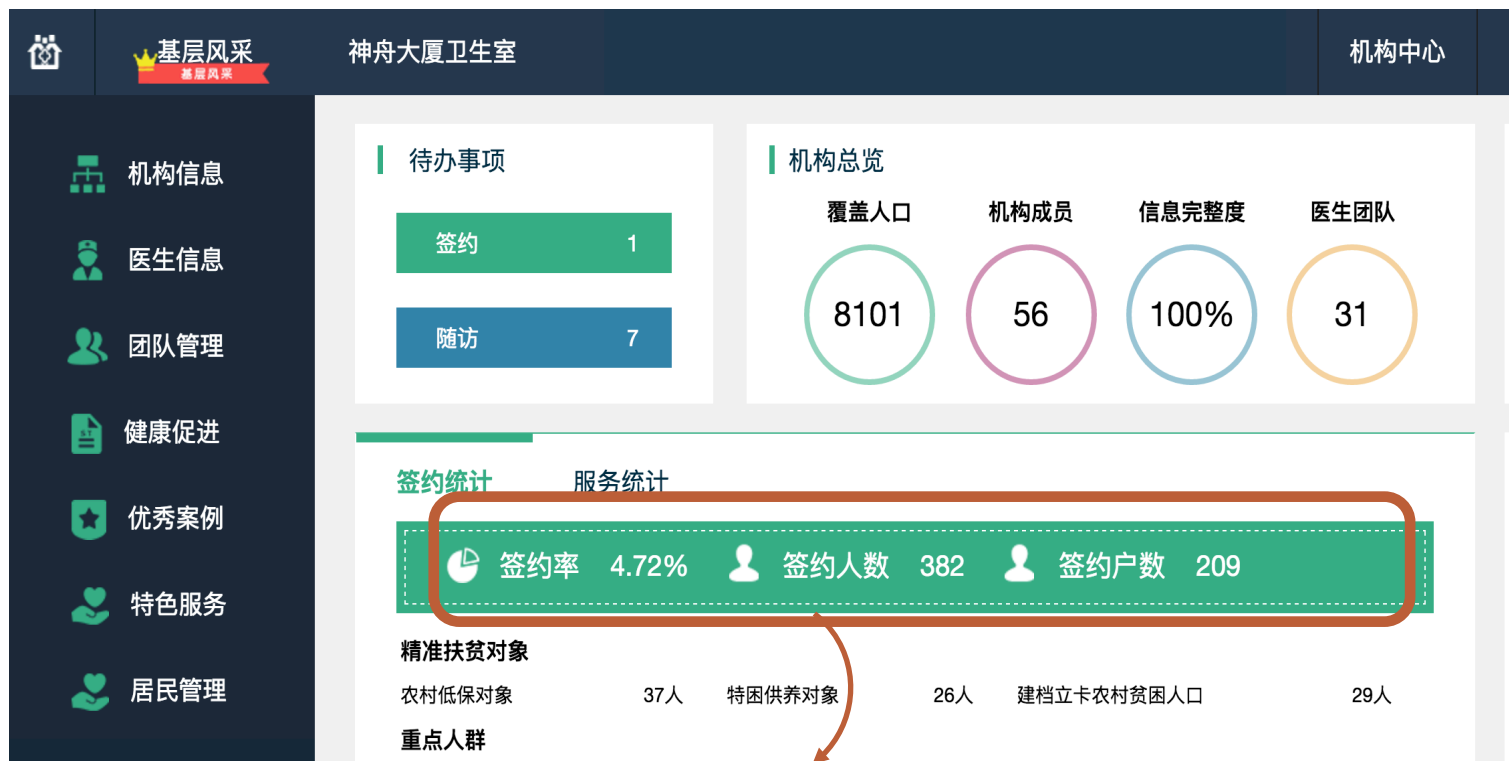 基层风采
基层风采
神舟大厦卫生室
机构中心
机构信息
医生信息
团队管理
健康促进
优秀案例
特色服务
居民管理
待办事项
签约 1
随访 7
机构总览
覆盖人口 机构成员 信息完整度 医生团队
8101 56 100% 31
签约统计 服务统计
签约率 4.72% 签约人数 382 签约户数 209
精准扶贫对象
农村低保对象 37人 特困供养对象 26人 建档立卡农村贫困人口 29人
重点人群